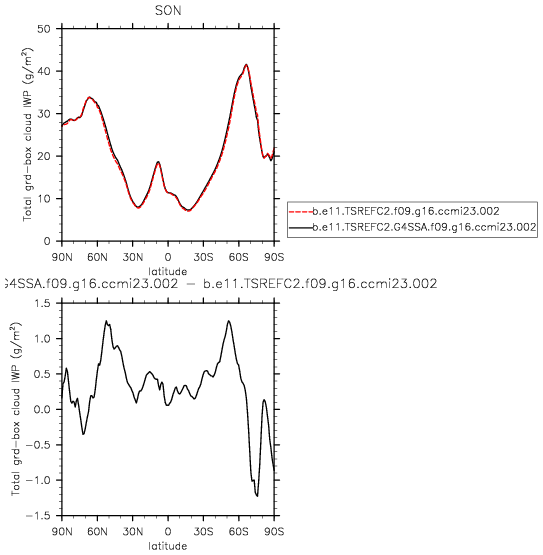 SON
50
40
30
20
10
0
Total grd-box cloud IWP (g/m²)
90N 60N 30N 0 30S 60S 90S
latitude
b.e11.TSREFC2.f09.g16.ccmi23.002
b.e11.TSREFC2.G4SSA.f09.g16.ccmi23.002
G4SSA.f09.g16.ccmi23.002 - b.e11.TSREFC2.f09.g16.ccmi23.002
1.5
1.0
0.5
0.0
-0.5
-1.0
-1.5
Total grd-box cloud IWP (g/m²)
90N 60N 30N 0 30S 60S 90S
latitude